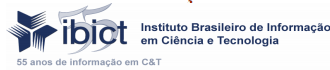 ibict
Instituto Brasileiro de Informação
em Ciência e Tecnologia
55 anos de informação em C&T